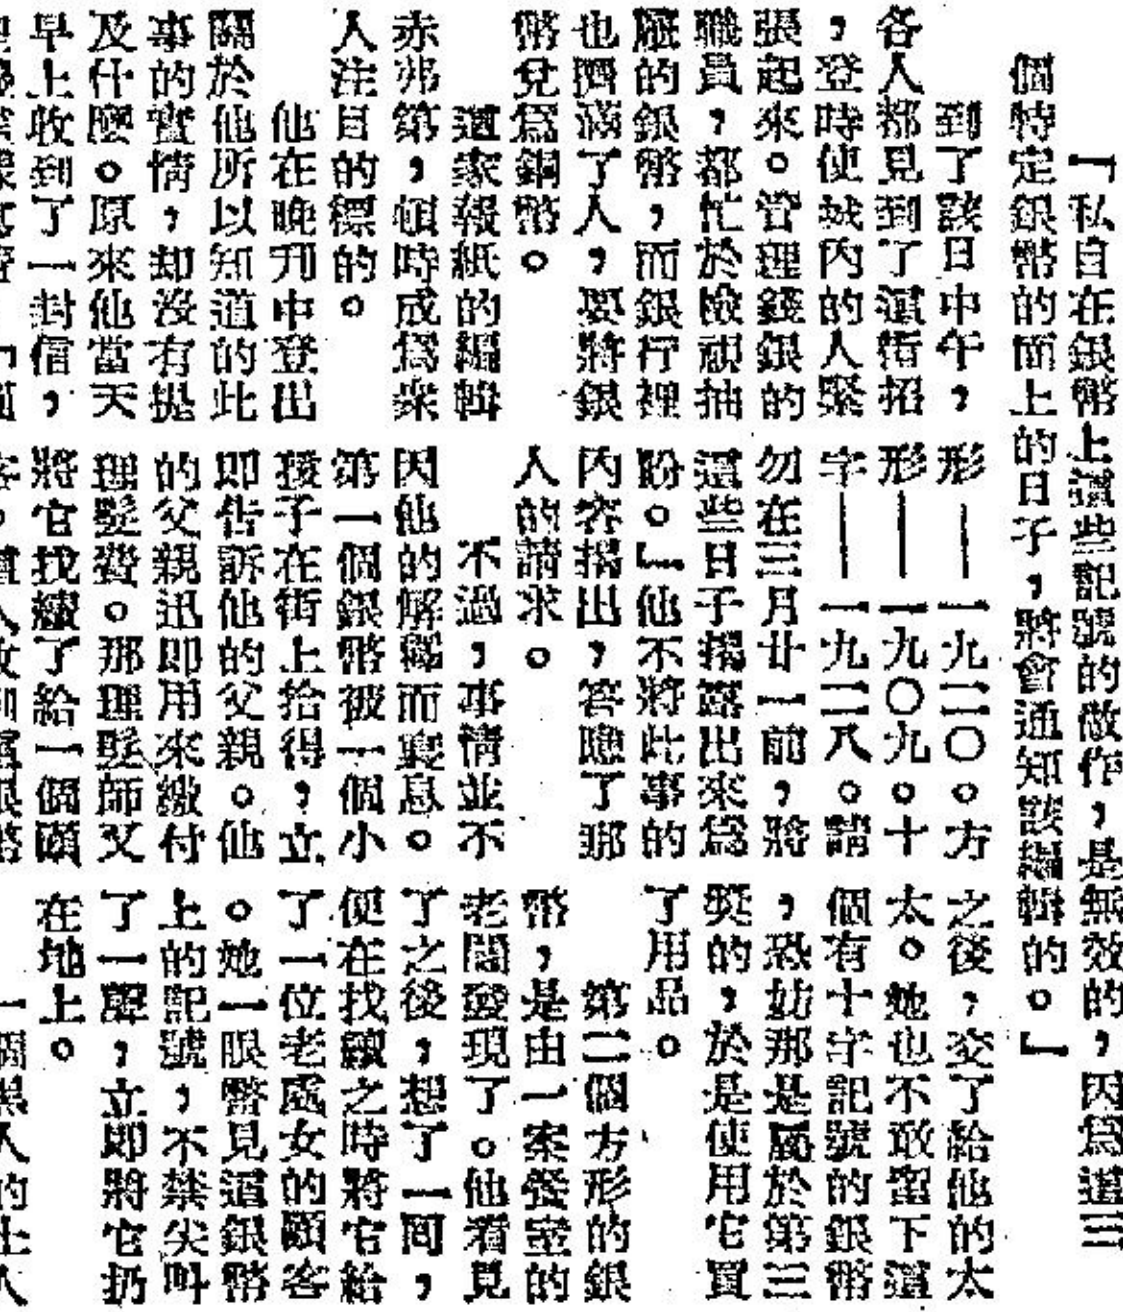 「私自在銀幣上這些記號的做作,是無效的,因爲這三
個特定銀幣的面上的日子,將會通知該編輯的。」
到了該日中午,
各人都見到了這街招
,登時使城內的人緊
張起來。管理錢銀的
職員,都忙於檢視抽
屜的銀幣,而銀行裡
也擠滿了人,要將銀
幣兌爲銅幣。
這家報紙的編輯
赤弗第,頓時成爲衆
人注目的標的。
他在晚刋中登出
關於他所以知道的此
事的實情,却沒有提
及什麼。原來他當天
早上收到了一封信,
形——一九二〇。方
形——一九〇九。十
字——一九二八。請
勿在三月廿一前,將
這些日子揭露出來爲
盼。」他不將此事的
內容揭出,答應了那
人的請求。
不過,事情並不
因他的解釋而寢息。
第一個銀幣被一個小
孩子在街上拾得,立
即告訴他的父親。他
的父親迅即用來繳付
理髮費。那理髮師又
將它找續了給一個顧
之後,交了給他的太
太。她也不敢留下這
個有十字記號的銀幣
,恐妨那是屬於第三
獎的,於是使用它買
了用品。
第二個方形的銀
幣,是由一案餐室的
老闆發現了。他看見
了之後,想了一囘,
便在找續之時將它給
了一位老處女的顧客
。她一眼瞥見這銀幣
上的記號,不禁尖叫
了一聲,立即將它扔
在地上。